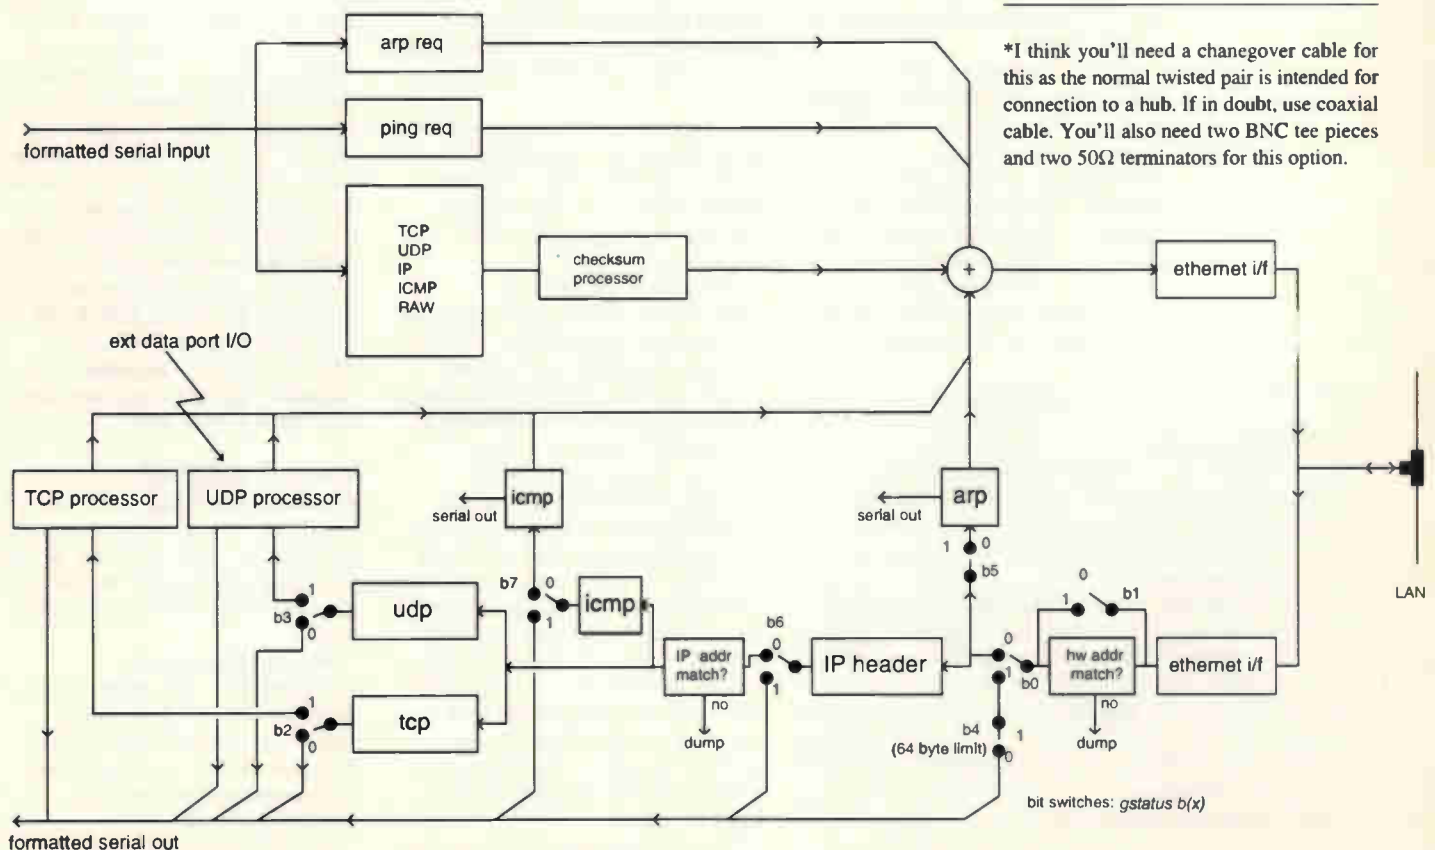 arp req
*I think you'll need a chanegover cable for
this as the normal twisted pair is intended for
connection to a hub. If in doubt, use coaxial
cable. You'll also need two BNC tee pieces
and two 50Ω terminators for this option.
ping req
formatted serial Input
TCP
UDP
IP
ICMP
RAW
checksum
processor
+
ethernet i/f
ext data port I/O
TCP processor
UDP processor
icmp
serial out
arp
serial out
1
0
b5
LAN
b7
0
1
icmp
b3
1
0
udp
b6
0
1
IP addr
match?
no
dump
IP header
0
1
b0
0
1
b1
hw addr
match?
no
dump
ethernet i/f
b2
1
0
tcp
b4
(64 byte limit)
1
0
bit switches: gstatus b(x)
formatted serial out